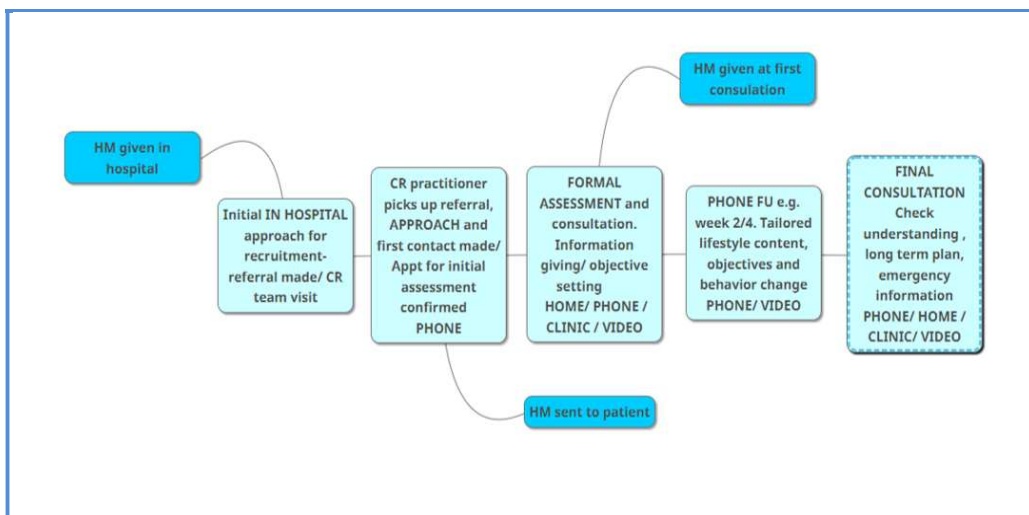 HM given in
hospital
Initial IN HOSPITAL
approach for
recruitment-
referral made/ CR
team visit
CR practitioner
picks up referral,
APPROACH and
first contact made/
Appt for initial
assessment
confirmed
PHONE
HM sent to patient
HM given at first
consulation
FORMAL
ASSESSMENT and
consultation.
Information
giving/ objective
setting
HOME/ PHONE /
CLINIC / VIDEO
PHONE FU e.g.
week 2/4. Tailored
lifestyle content,
objectives and
behavior change
PHONE/ VIDEO
FINAL
CONSULTATION
Check
understanding ,
long term plan,
emergency
information
PHONE/ HOME /
CLINIC/ VIDEO